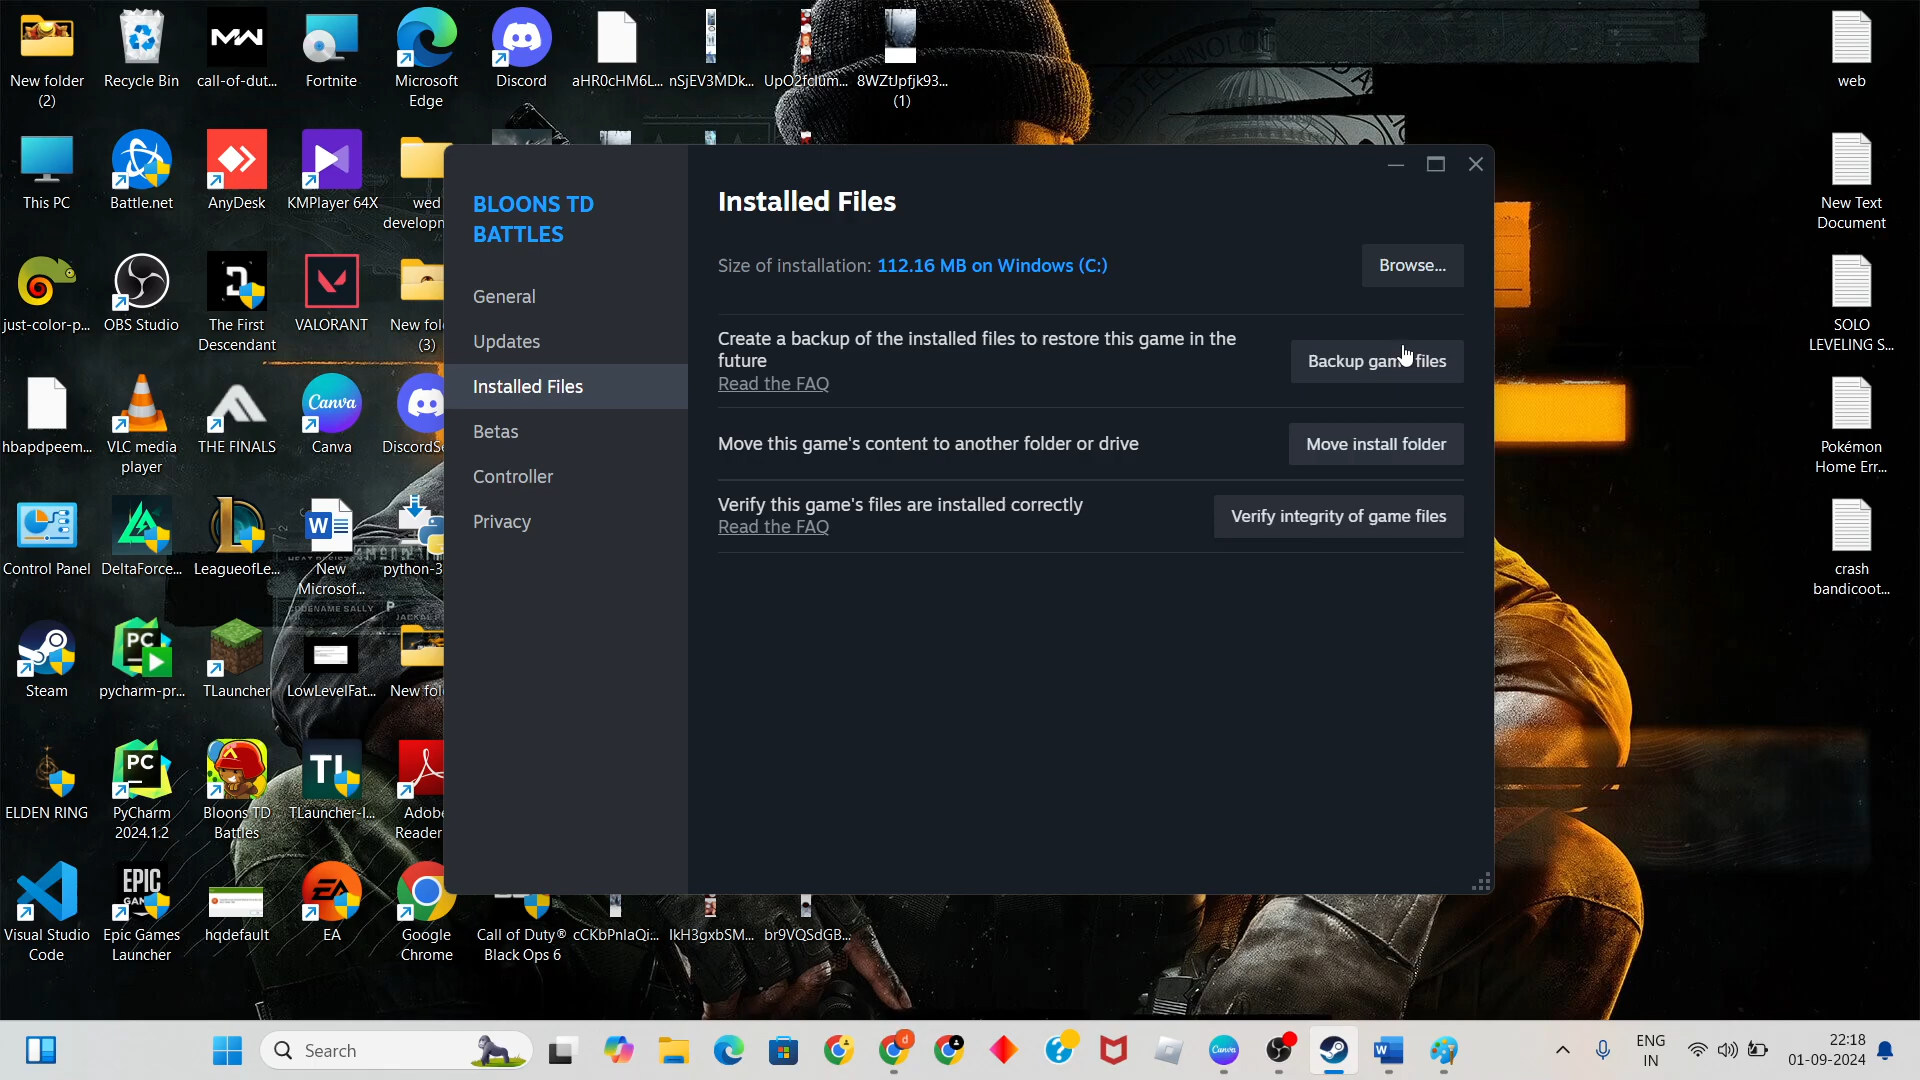 New folder
(2)
Recycle Bin
call-of-dut...
Fortnite
Microsoft
Edge
Discord
aHR0cHM6L...
nSjEV3MDk...
UpO2fclum...
8WZtJpfjk93...
(1)
web
This PC
Battle.net
AnyDesk
KMPlayer 64X
wed
developm
New Text
Document
just-color-p...
OBS Studio
The First
Descendant
VALORANT
New fol
(3)
SOLO
LEVELING S...
hbapdpeem...
VLC media
player
THE FINALS
Canva
DiscordSe
Pokémon
Home Err...
Control Panel
DeltaForce...
LeagueofLe...
New
Microsof...
python-3
crash
bandicoot...
Steam
pycharm-pr...
TLauncher
LowLevelFat...
New fol
ELDEN RING
PyCharm
2024.1.2
Bloons TD
Battles
TLauncher-I...
Adobe
Reader
Visual Studio
Code
Epic Games
Launcher
hqdefault
EA
Google
Chrome
Call of Duty®
Black Ops 6
cCKbPnlaQi...
IkH3gxbSM...
br9VQSdGB...
BLOONS TD
BATTLES
General
Updates
Installed Files
Betas
Controller
Privacy
Installed Files
Size of installation: 112.16 MB on Windows (C:)
Browse...
Create a backup of the installed files to restore this game in the
future
Read the FAQ
Backup game files
Move this game's content to another folder or drive
Move install folder
Verify this game's files are installed correctly
Read the FAQ
Verify integrity of game files
Search
ENG
IN
22:18
01-09-2024